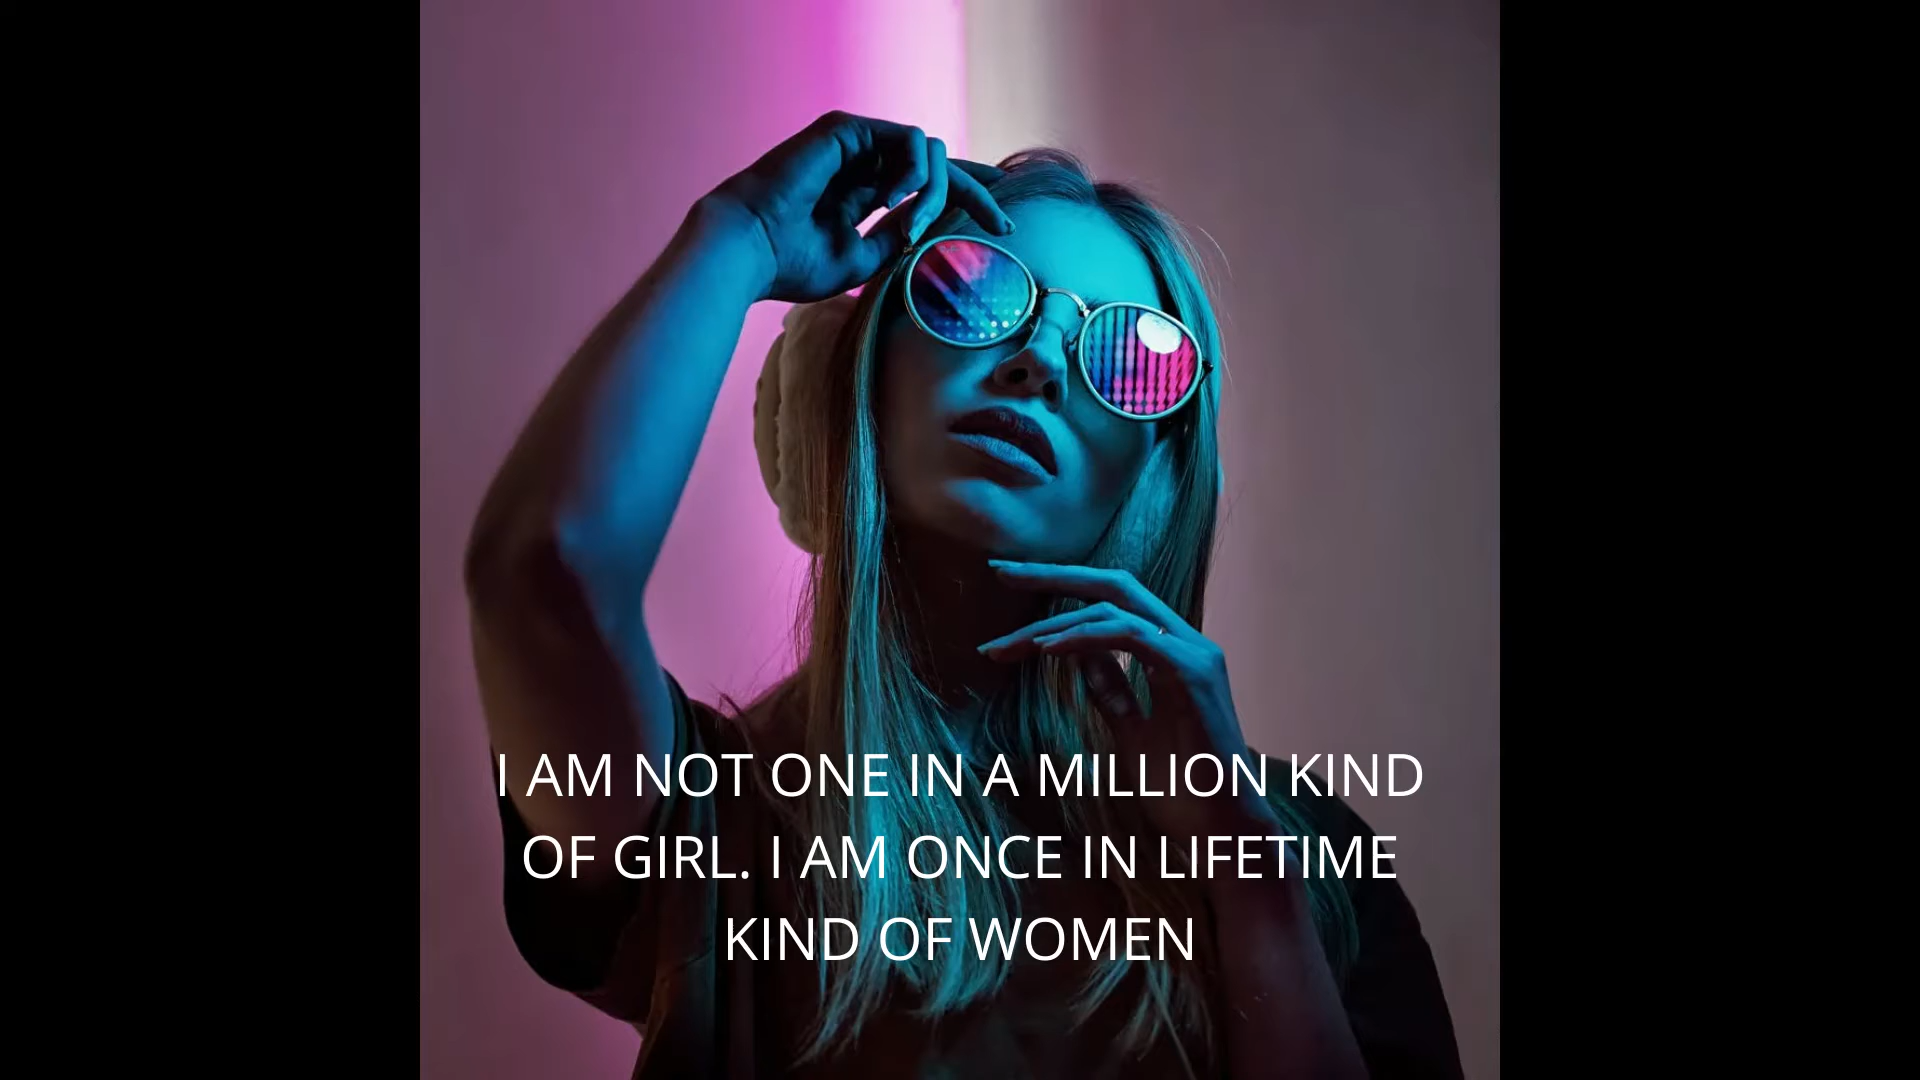 I AM NOT ONE IN A MILLION KIND
OF GIRL. I AM ONCE IN LIFETIME
KIND OF WOMEN